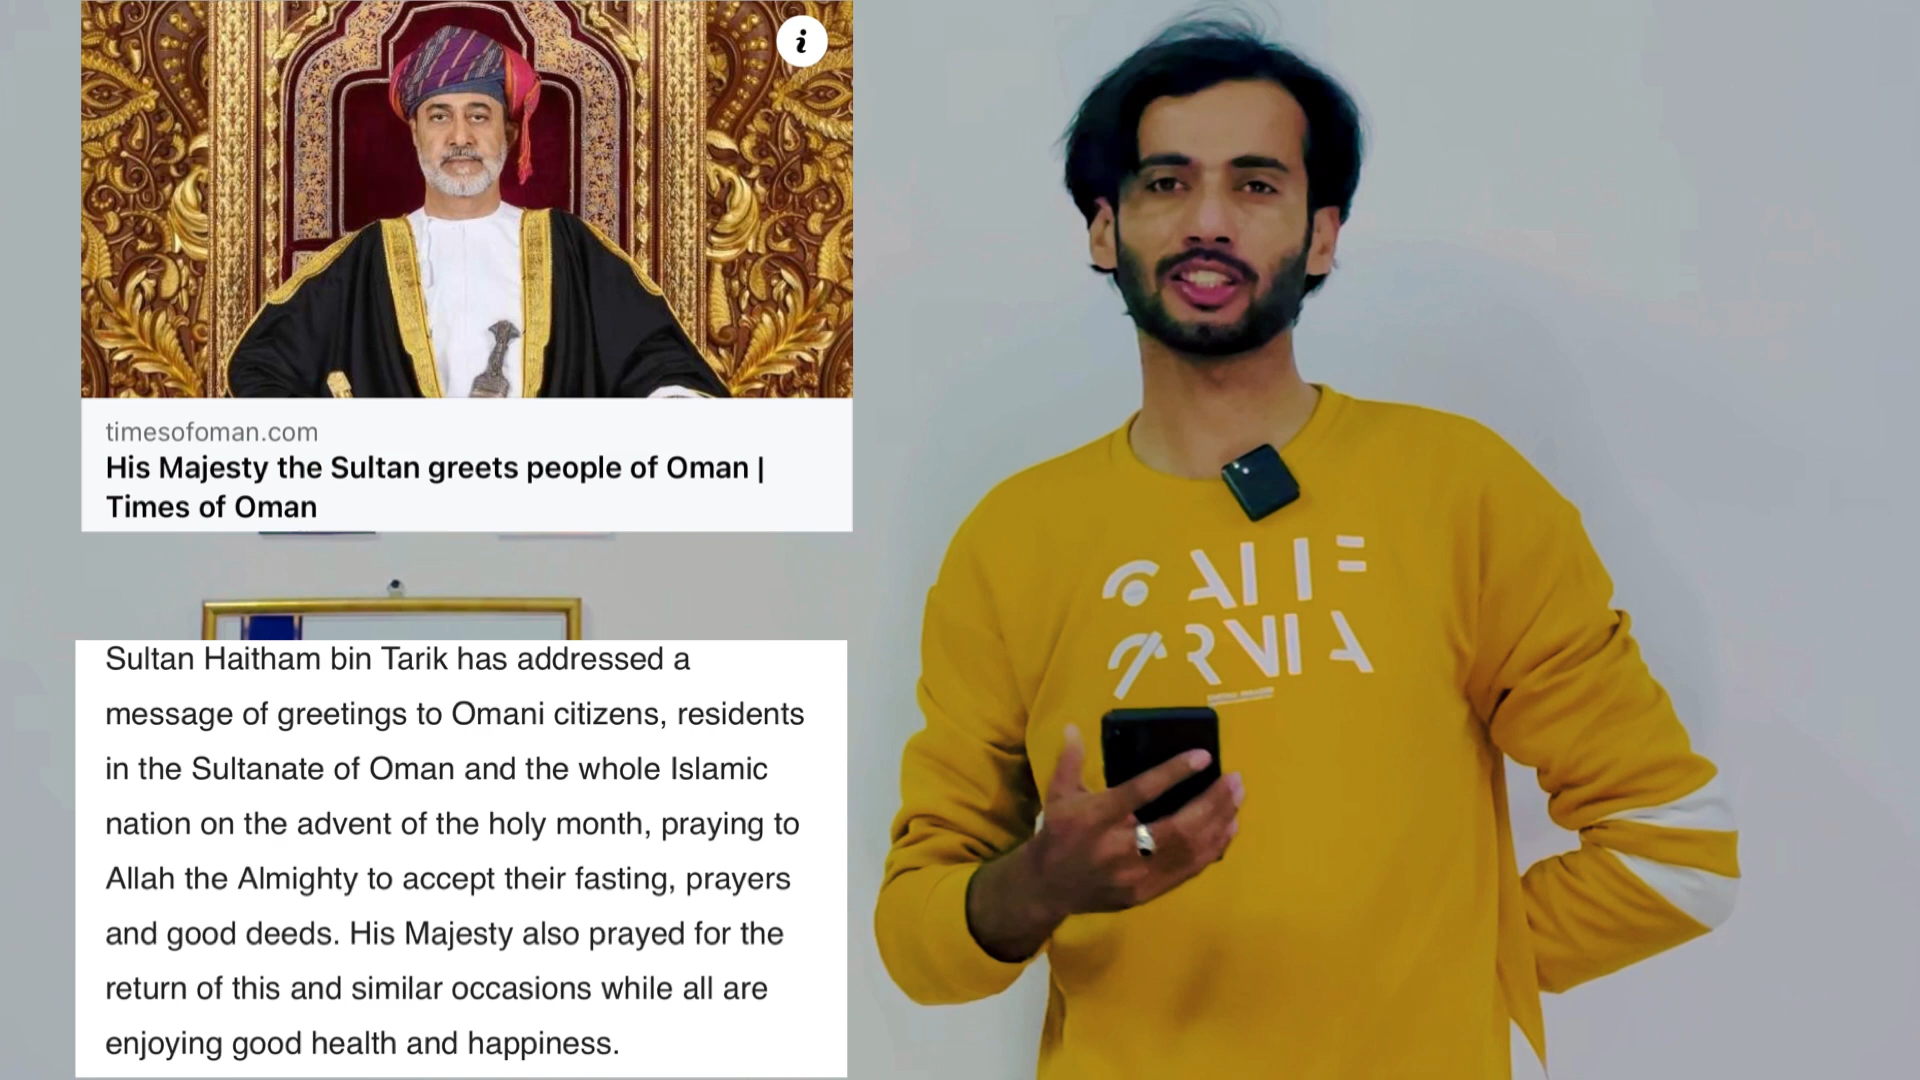 timesofoman.com
His Majesty the Sultan greets people of Oman |
Times of Oman
Sultan Haitham bin Tarik has addressed a
message of greetings to Omani citizens, residents
in the Sultanate of Oman and the whole Islamic
nation on the advent of the holy month, praying to
Allah the Almighty to accept their fasting, prayers
and good deeds. His Majesty also prayed for the
return of this and similar occasions while all are
enjoying good health and happiness.
CALIF
ORNIA